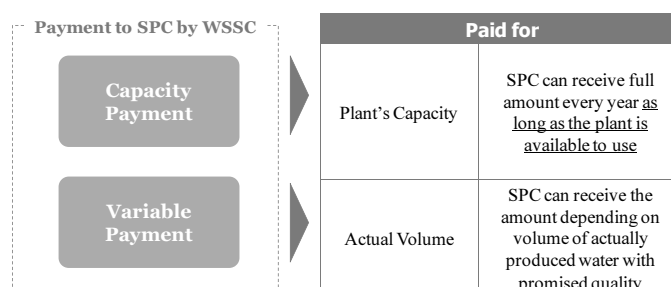 Payment to SPC by WSSC
Capacity
Payment
Variable
Payment
Paid for
Plant's Capacity
SPC can receive full
amount every year as
long as the plant is
available to use
Actual Volume
SPC can receive the
amount depending on
volume of actually
produced water with
promised quality